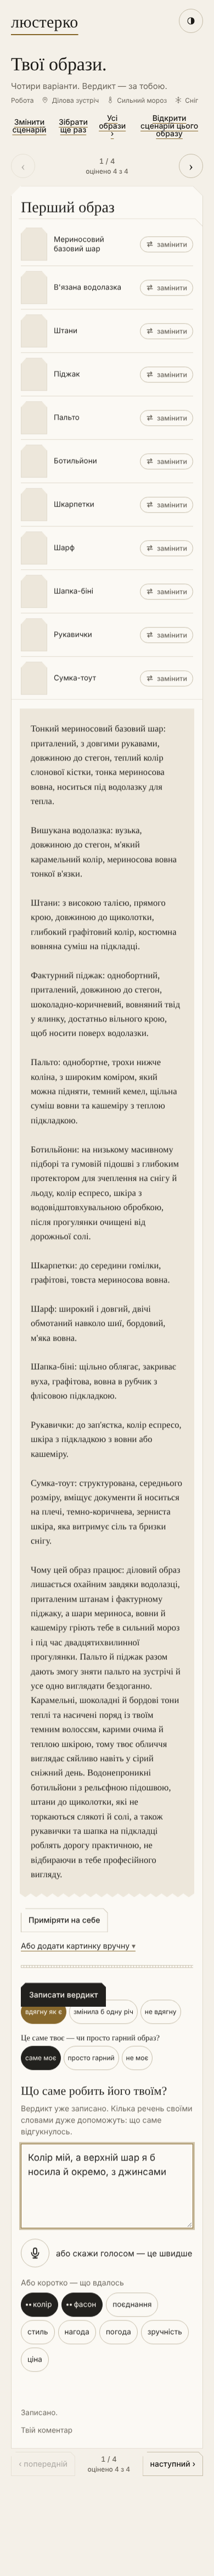 люстерко
Твої образи.
Чотири варіанти. Вердикт — за тобою.
Робота Ділова зустріч Сильний мороз Сніг
Змінити сценарій
Зібрати ще раз
Усі образи ›
Відкрити сценарій цього образу
‹
1 / 4
оцінено 4 з 4
›
Перший образ
Мериносовий
базовий шар
замінити
В'язана водолазка
замінити
Штани
замінити
Піджак
замінити
Пальто
замінити
Ботильйони
замінити
Шкарпетки
замінити
Шарф
замінити
Шапка-біні
замінити
Рукавички
замінити
Сумка-тоут
замінити
Тонкий мериносовий базовий шар:
приталений, з довгими рукавами,
довжиною до стегон, теплий колір
слонової кістки, тонка мериносова
вовна, носиться під водолазку для
тепла.
Вишукана водолазка: вузька,
довжиною до стегон, м'який
карамельний колір, мериносова вовна
тонкої в'язки.
Штани: з високою талією, прямого
крою, довжиною до щиколотки,
глибокий графітовий колір, костюмна
вовняна суміш на підкладці.
Фактурний піджак: однобортний,
приталений, довжиною до стегон,
шоколадно-коричневий, вовняний твід
у ялинку, достатньо вільного крою,
щоб носити поверх водолазки.
Пальто: однобортне, трохи нижче
коліна, з широким коміром, який
можна підняти, темний кемел, щільна
суміш вовни та кашеміру з теплою
підкладкою.
Ботильйони: на низькому масивному
підборі та гумовій підошві з глибоким
протектором для зчеплення на снігу й
льоду, колір еспресо, шкіра з
водовідштовхувальною обробкою,
після прогулянки очищені від
дорожньої солі.
Шкарпетки: до середини гомілки,
графітові, товста мериносова вовна.
Шарф: широкий і довгий, двічі
обмотаний навколо шиї, бордовий,
м'яка вовна.
Шапка-біні: щільно облягає, закриває
вуха, графітова, вовна в рубчик з
флісовою підкладкою.
Рукавички: до зап'ястка, колір еспресо,
шкіра з підкладкою з вовни або
кашеміру.
Сумка-тоут: структурована, середнього
розміру, вміщує документи й носиться
на плечі, темно-коричнева, зерниста
шкіра, яка витримує сіль та бризки
снігу.
Чому цей образ працює: діловий образ
лишається охайним завдяки водолазці,
приталеним штанам і фактурному
піджаку, а шари мериноса, вовни й
кашеміру гріють тебе в сильний мороз
і під час двадцятихвилинної
прогулянки. Пальто й піджак разом
дають змогу зняти пальто на зустрічі й
усе одно виглядати бездоганно.
Карамельні, шоколадні й бордові тони
теплі та насичені поряд із твоїм
темним волоссям, карими очима й
теплою шкірою, тому твоє обличчя
виглядає сяйливо навіть у сірий
сніжний день. Водонепроникні
ботильйони з рельєфною підошвою,
штани до щиколотки, які не
торкаються слякоті й солі, а також
рукавички та шапка на підкладці
роблять дорогу практичною, не
відбираючи в тебе професійного
вигляду.
Приміряти на себе
Або додати картинку вручну ▾
Записати вердикт
вдягну як є
змінила б одну річ
не вдягну
Це саме твоє — чи просто гарний образ?
саме моє
просто гарний
не моє
Що саме робить його твоїм?
Вердикт уже записано. Кілька речень своїми
словами дуже допоможуть: що саме
відгукнулось.
Колір мій, а верхній шар я б
носила й окремо, з джинсами
або скажи голосом — це швидше
Або коротко — що вдалось
•• колір
•• фасон
поєднання
стиль
нагода
погода
зручність
ціна
Записано.
Твій коментар
‹ попередній
1 / 4
оцінено 4 з 4
наступний ›